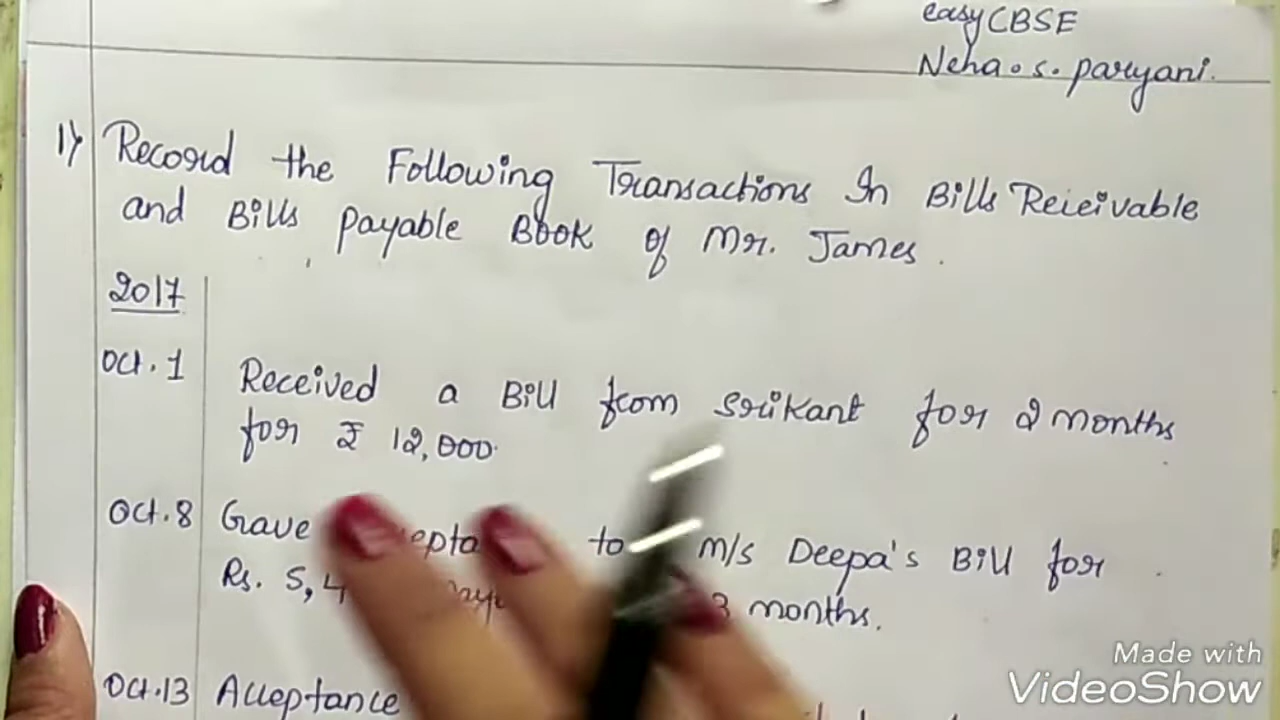 easy CBSE
Neha. S. Paryani.
1) Record the Following Transactions In Bills Receivable
and Bills Payable Book of Mr. James.
2017
Oct. 1 Received a Bill from Srikant for 2 months
for ₹ 12,000.
Oct. 8 Gave to M/s Deepa's Bill for
Rs. 3 months.
Oct. 13 Acceptance
Made with
VideoShow